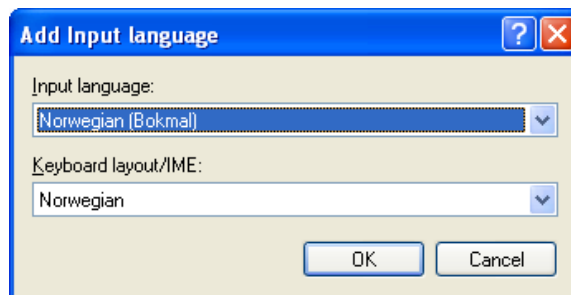 Add Input language
Input language:
Norwegian (Bokmal)
Keyboard layout/IME:
Norwegian
OK Cancel